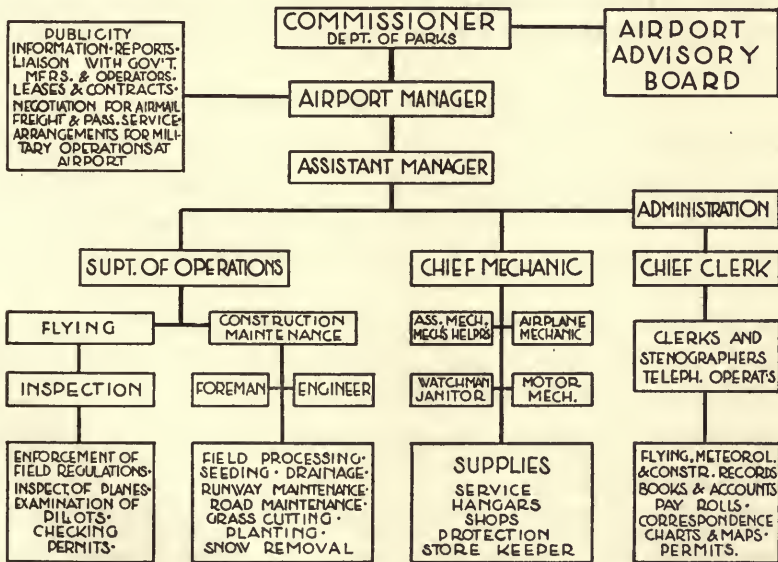 COMMISSIONER
DEPT. OF PARKS
AIRPORT
ADVISORY
BOARD
PUBLICITY
INFORMATION·REPORTS·
LIAISON WITH GOV'T.
MFRS. & OPERATORS.
LEASES & CONTRACTS·
NEGOTIATION FOR AIRMAIL
FREIGHT & PASS. SERVICE·
ARRANGEMENTS FOR MILI-
TARY OPERATIONS AT
AIRPORT
AIRPORT MANAGER
ASSISTANT MANAGER
ADMINISTRATION
SUPT. OF OPERATIONS
CHIEF MECHANIC
CHIEF CLERK
FLYING
CONSTRUCTION
MAINTENANCE
ASS. MECH.
MECH'S HELPRS
AIRPLANE
MECHANIC
CLERKS AND
STENOGRAPHERS
TELEPH. OPERAT'S
INSPECTION
FOREMAN
ENGINEER
WATCHMAN
JANITOR
MOTOR
MECH.
ENFORCEMENT OF
FIELD REGULATIONS·
INSPECT. OF PLANES·
EXAMINATION OF
PILOTS·
CHECKING
PERMITS·
FIELD PROCESSING·
SEEDING · DRAINAGE·
RUNWAY MAINTENANCE·
ROAD MAINTENANCE·
GRASS CUTTING ·
PLANTING ·
SNOW REMOVAL
SUPPLIES
SERVICE
HANGARS
SHOPS
PROTECTION
STORE KEEPER
FLYING, METEOROL.
& CONSTR. RECORDS
BOOKS & ACCOUNTS
PAY ROLLS ·
CORRESPONDENCE
CHARTS & MAPS·
PERMITS.